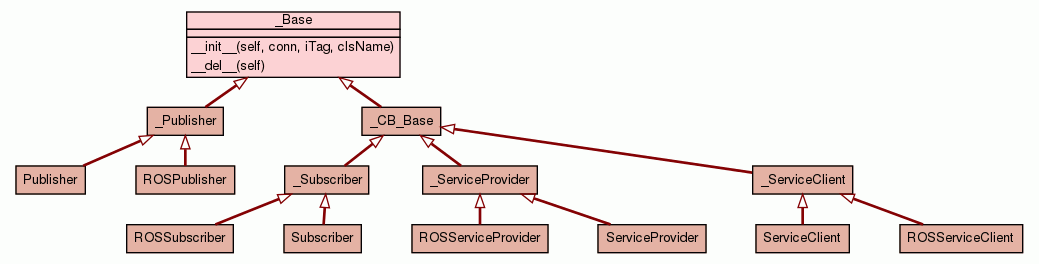 _Base
__init__(self, conn, iTag, clsName)
__del__(self)
_Publisher
_CB_Base
Publisher
ROSPublisher
_Subscriber
_ServiceProvider
_ServiceClient
ROSSubscriber
Subscriber
ROSServiceProvider
ServiceProvider
ServiceClient
ROSServiceClient